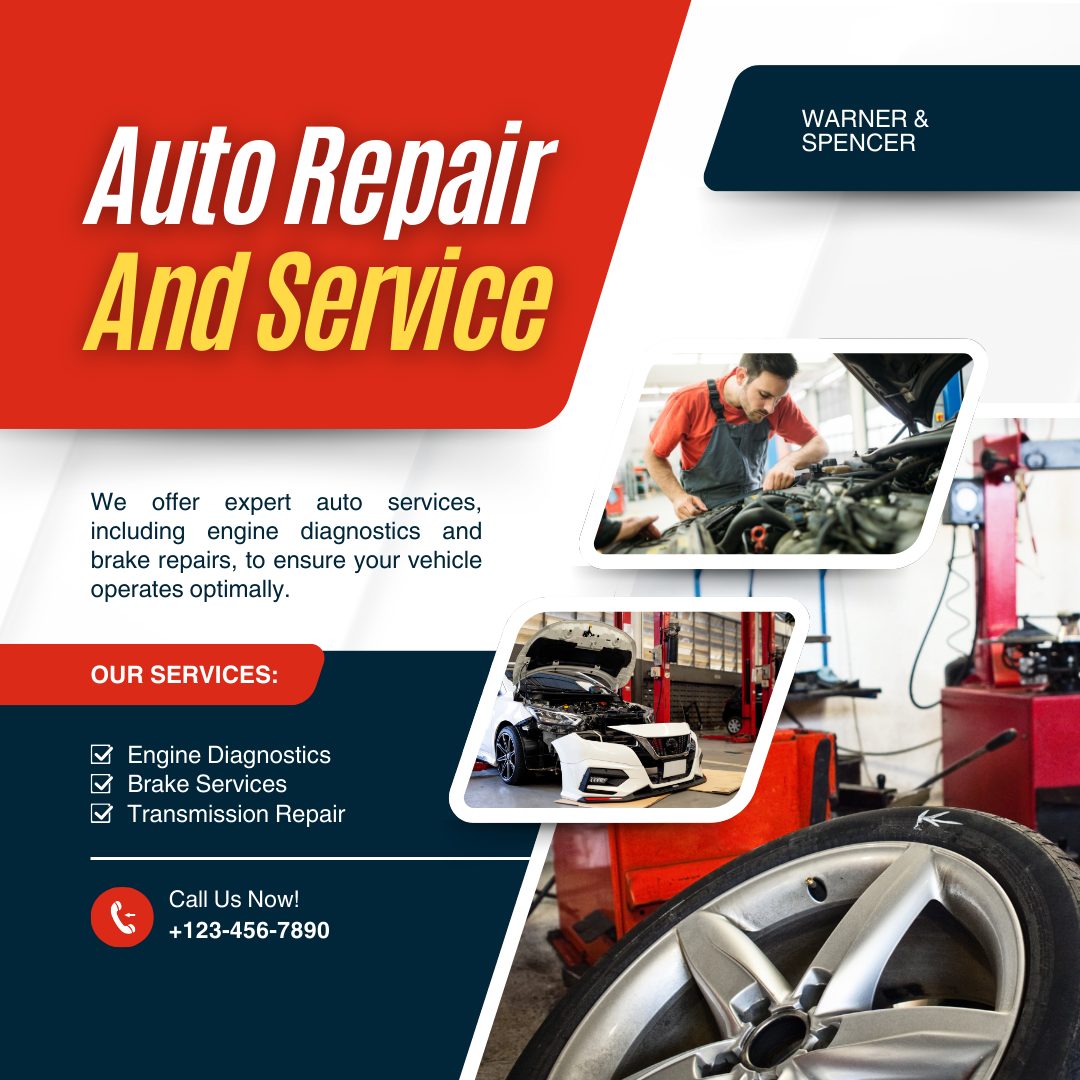 Auto Repair
And Service
WARNER &
SPENCER
We offer expert auto services,
including engine diagnostics and
brake repairs, to ensure your vehicle
operates optimally.
OUR SERVICES:
Engine Diagnostics
Brake Services
Transmission Repair
Call Us Now!
+123-456-7890